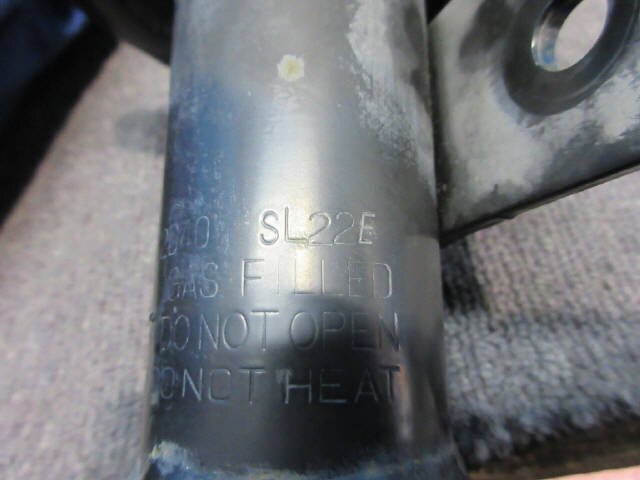 SL22E
GAS FILLED
DO NOT OPEN
DO NOT HEAT